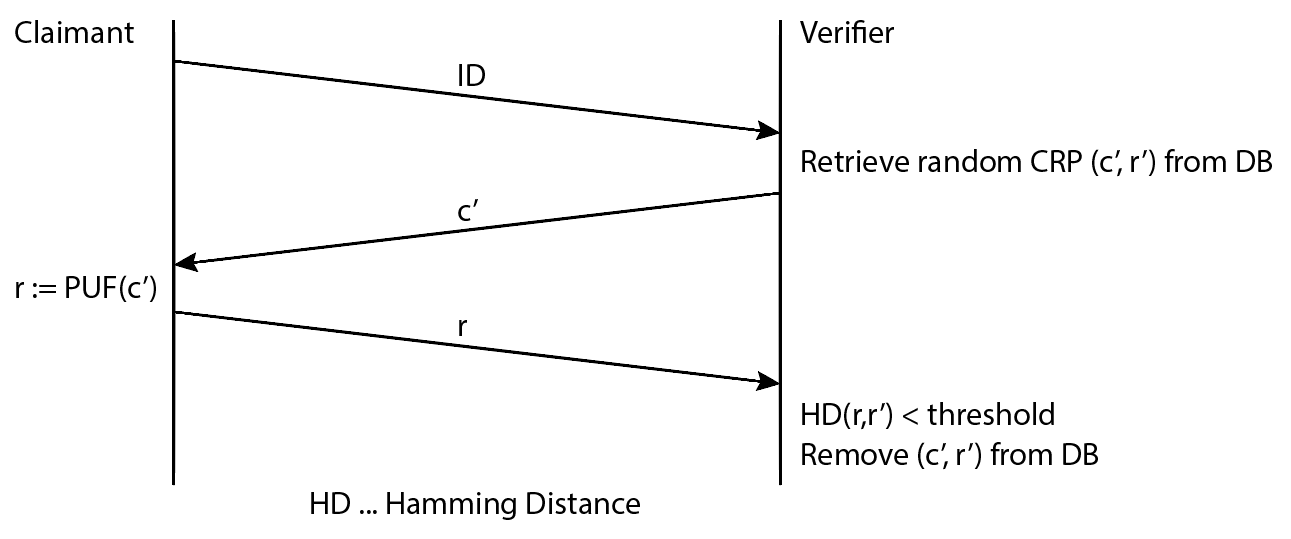 Claimant
Verifier
ID
Retrieve random CRP (c’, r’) from DB
c’
r := PUF(c’)
r
HD(r,r’) < threshold
Remove (c’, r’) from DB
HD ... Hamming Distance